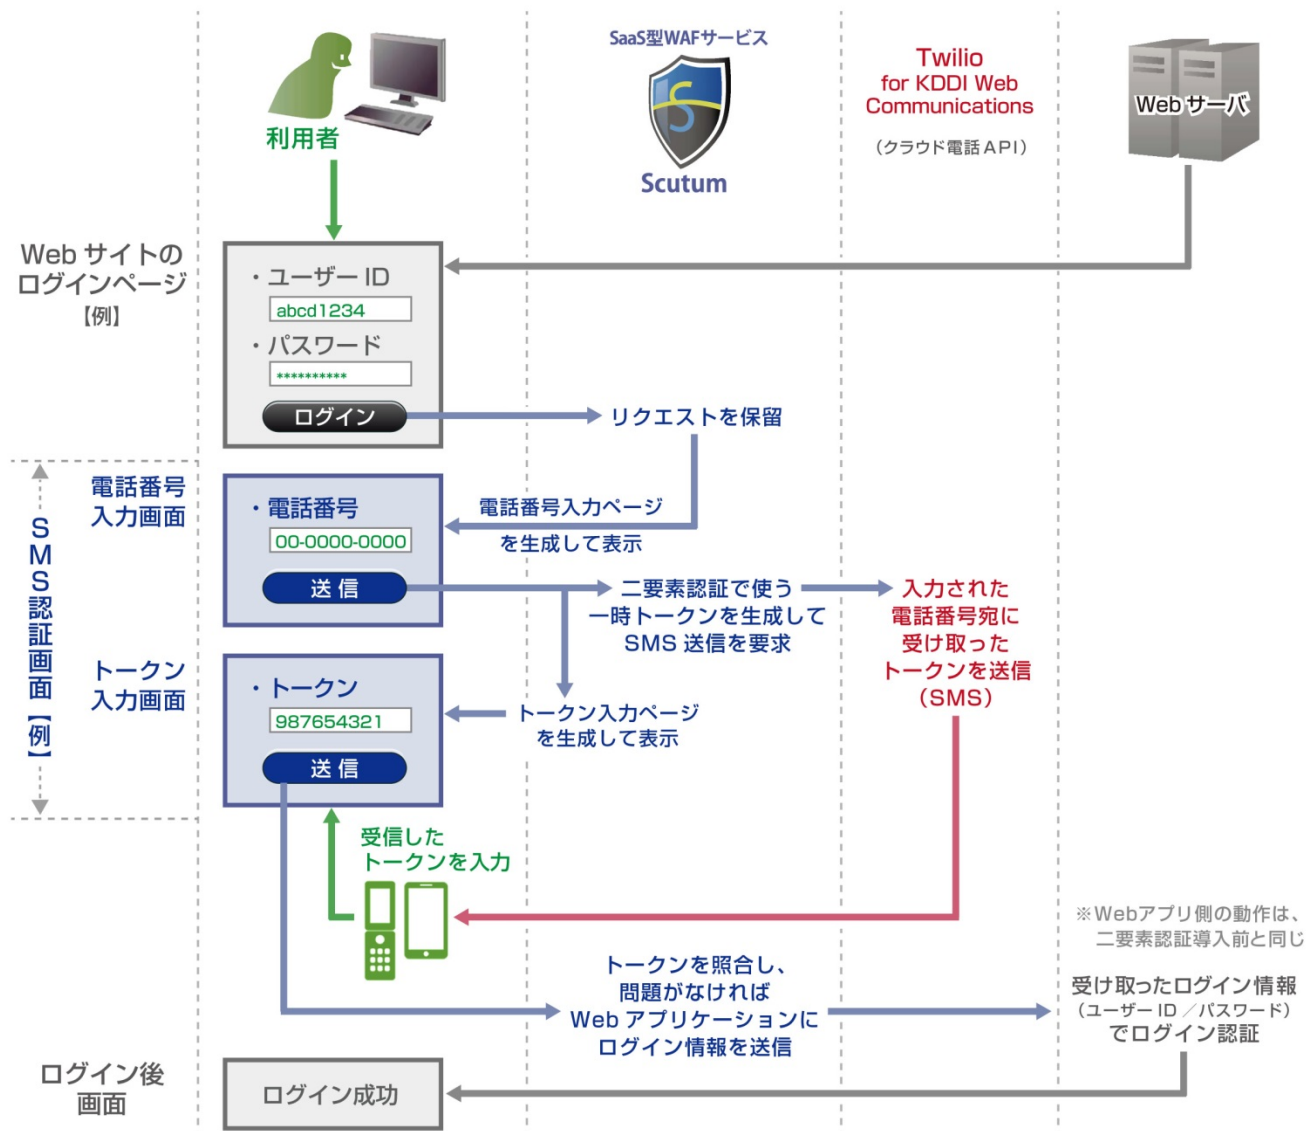 利用者
SaaS型WAFサービス
Scutum
Twilio
for KDDI Web
Communications
(クラウド電話API)
Webサーバ
Webサイトの
ログインページ
【例】
・ユーザーID
abcd1234
・パスワード
**********
ログイン
リクエストを保留
電話番号
入力画面
・電話番号
00-0000-0000
送信
電話番号入力ページ
を生成して表示
SMS認証画面【例】
二要素認証で使う
一時トークンを生成して
SMS送信を要求
入力された
電話番号宛に
受け取った
トークンを送信
(SMS)
トークン
入力画面
・トークン
987654321
送信
トークン入力ページ
を生成して表示
受信した
トークンを入力
※Webアプリ側の動作は、
二要素認証導入前と同じ
トークンを照合し、
問題がなければ
Webアプリケーションに
ログイン情報を送信
受け取ったログイン情報
(ユーザーID/パスワード)
でログイン認証
ログイン後
画面
ログイン成功